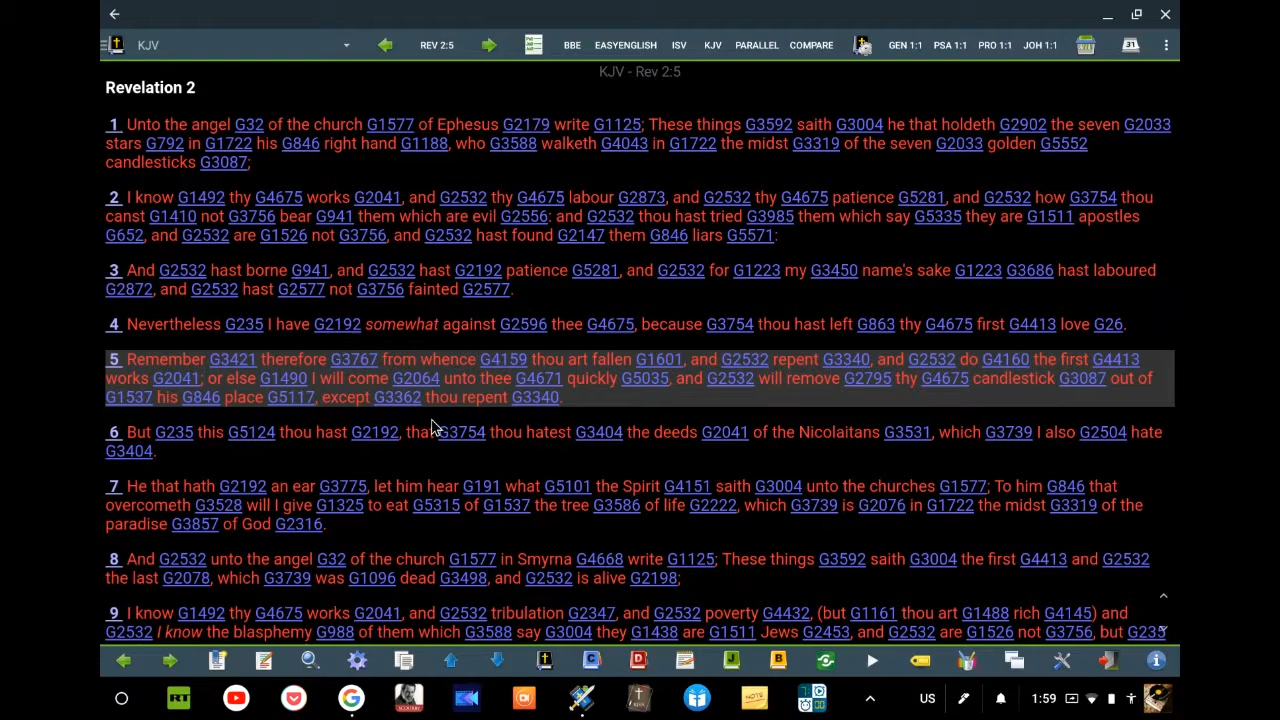 KJV
REV 2:5
BBE EASYENGLISH ISV KJV PARALLEL COMPARE
GEN 1:1 PSA 1:1 PRO 1:1 JOH 1:1
31
KJV - Rev 2:5
Revelation 2
1 Unto the angel G32 of the church G1577 of Ephesus G2179 write G1125; These things G3592 saith G3004 he that holdeth G2902 the seven G2033
stars G792 in G1722 his G846 right hand G1188, who G3588 walketh G4043 in G1722 the midst G3319 of the seven G2033 golden G5552
candlesticks G3087;
2 I know G1492 thy G4675 works G2041, and G2532 thy G4675 labour G2873, and G2532 thy G4675 patience G5281, and G2532 how G3754 thou
canst G1410 not G3756 bear G941 them which are evil G2556: and G2532 thou hast tried G3985 them which say G5335 they are G1511 apostles
G652, and G2532 are G1526 not G3756, and G2532 hast found G2147 them G846 liars G5571:
3 And G2532 hast borne G941, and G2532 hast G2192 patience G5281, and G2532 for G1223 my G3450 name's sake G1223 G3686 hast laboured
G2872, and G2532 hast G2577 not G3756 fainted G2577.
4 Nevertheless G235 I have G2192 somewhat against G2596 thee G4675, because G3754 thou hast left G863 thy G4675 first G4413 love G26.
5 Remember G3421 therefore G3767 from whence G4159 thou art fallen G1601, and G2532 repent G3340, and G2532 do G4160 the first G4413
works G2041; or else G1490 I will come G2064 unto thee G4671 quickly G5035, and G2532 will remove G2795 thy G4675 candlestick G3087 out of
G1537 his G846 place G5117, except G3362 thou repent G3340.
6 But G235 this G5124 thou hast G2192, that G3754 thou hatest G3404 the deeds G2041 of the Nicolaitans G3531, which G3739 I also G2504 hate
G3404.
7 He that hath G2192 an ear G3775, let him hear G191 what G5101 the Spirit G4151 saith G3004 unto the churches G1577; To him G846 that
overcometh G3528 will I give G1325 to eat G5315 of G1537 the tree G3586 of life G2222, which G3739 is G2076 in G1722 the midst G3319 of the
paradise G3857 of God G2316.
8 And G2532 unto the angel G32 of the church G1577 in Smyrna G4668 write G1125; These things G3592 saith G3004 the first G4413 and G2532
the last G2078, which G3739 was G1096 dead G3498, and G2532 is alive G2198;
9 I know G1492 thy G4675 works G2041, and G2532 tribulation G2347, and G2532 poverty G4432, (but G1161 thou art G1488 rich G4145) and
G2532 I know the blasphemy G988 of them which G3588 say G3004 they G1438 are G1511 Jews G2453, and G2532 are G1526 not G3756, but G235
C D J B
RT
NOTE
US
1:59